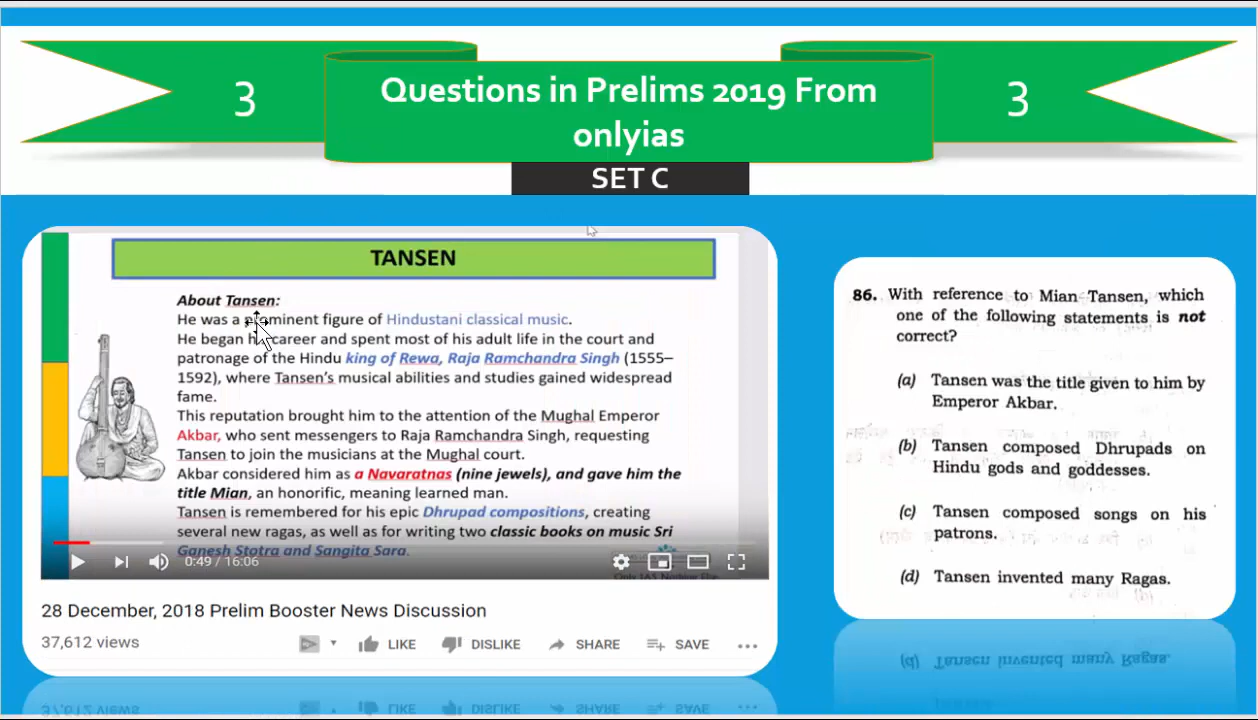 3
Questions in Prelims 2019 From
onlyias
3
SET C
TANSEN
About Tansen:
He was a prominent figure of Hindustani classical music.
He began his career and spent most of his adult life in the court and
patronage of the Hindu king of Rewa, Raja Ramchandra Singh (1555–
1592), where Tansen's musical abilities and studies gained widespread
fame.
This reputation brought him to the attention of the Mughal Emperor
Akbar, who sent messengers to Raja Ramchandra Singh, requesting
Tansen to join the musicians at the Mughal court.
Akbar considered him as a Navaratnas (nine jewels), and gave him the
title Mian, an honorific, meaning learned man.
Tansen is remembered for his epic Dhrupad compositions, creating
several new ragas, as well as for writing two classic books on music Sri
Ganesh Stotra and Sangita Sara.
0:49 / 16:06
28 December, 2018 Prelim Booster News Discussion
37,612 views
LIKE
DISLIKE
SHARE
SAVE
86. With reference to Mian Tansen, which
one of the following statements is not
correct?
(a) Tansen was the title given to him by
Emperor Akbar.
(b) Tansen composed Dhrupads on
Hindu gods and goddesses.
(c) Tansen composed songs on his
patrons.
(d) Tansen invented many Ragas.